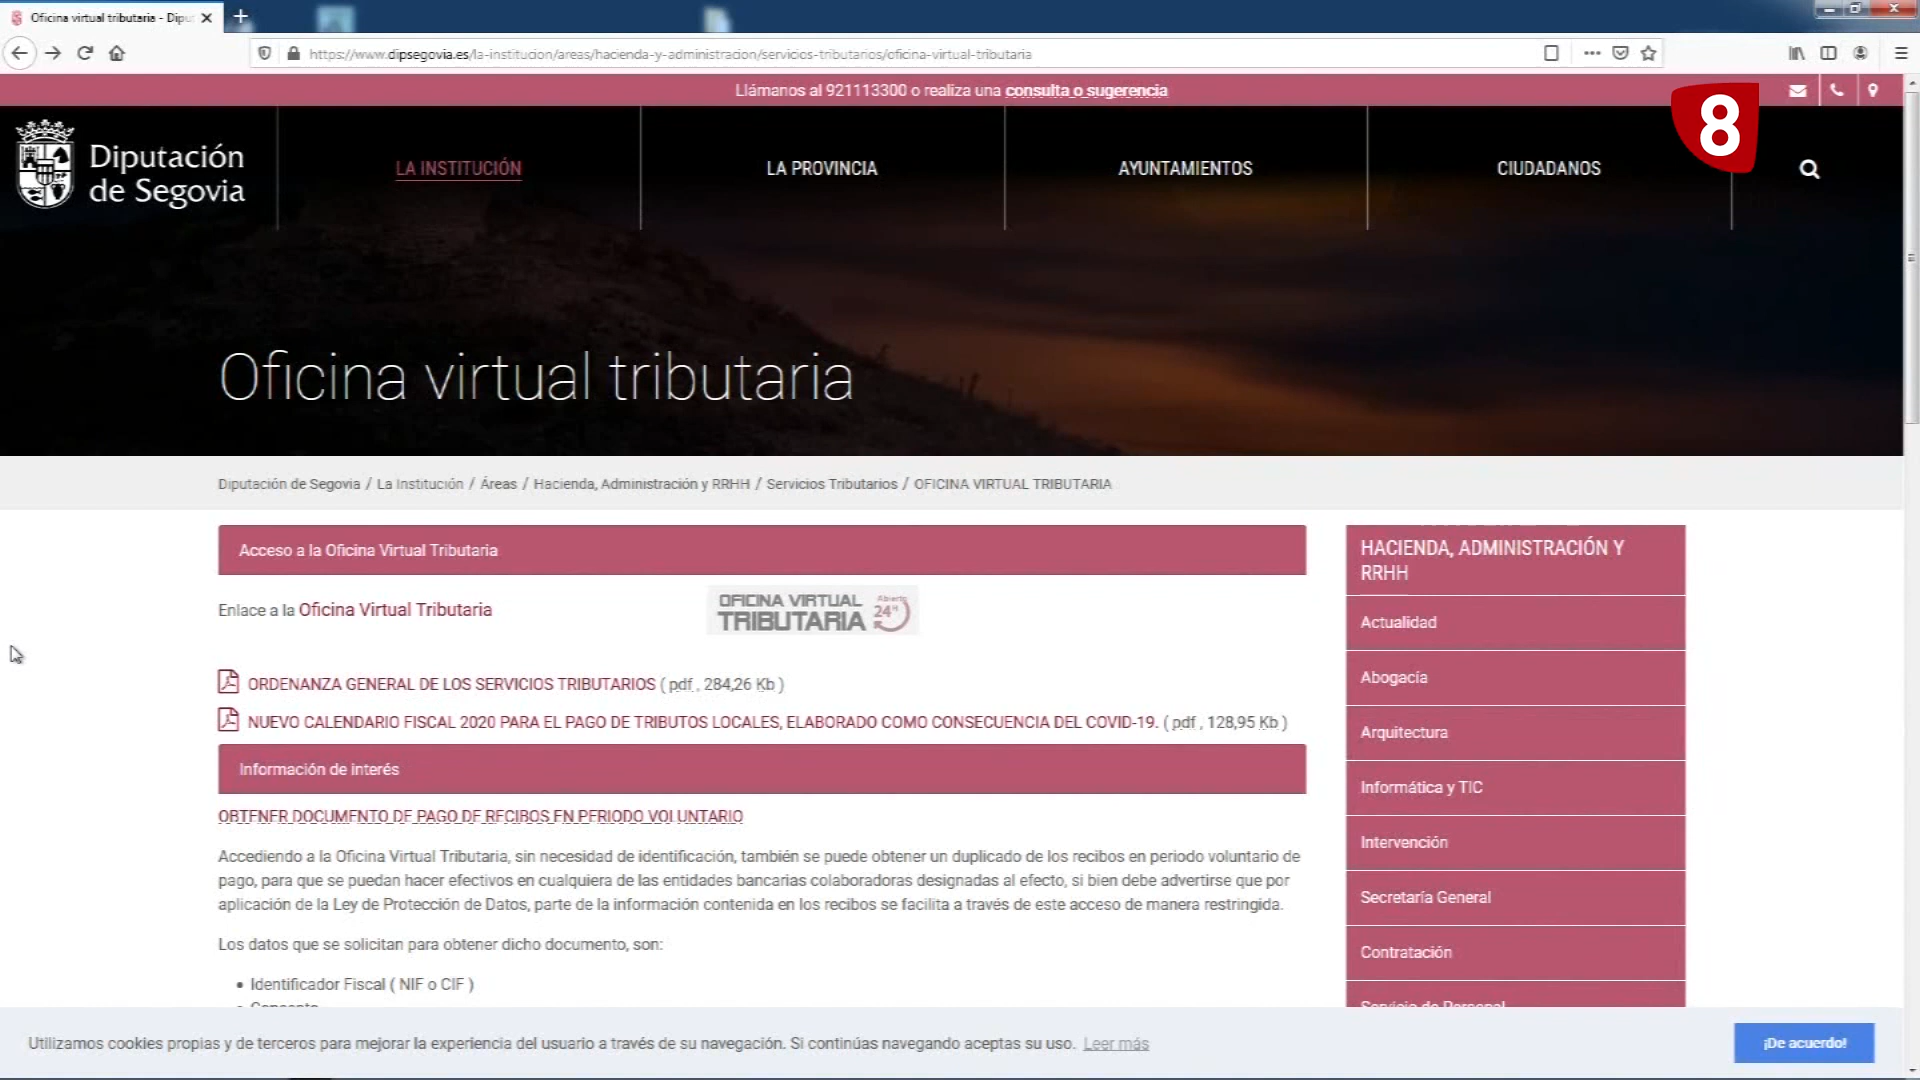 Oficina virtual tributaria - Dipu
https://www.dipsegovia.es/la-institucion/areas/hacienda-y-administracion/servicios-tributarios/oficina-virtual-tributaria
Llámanos al 921113300 o realiza una consulta o sugerencia
8
Diputación
de Segovia
LA INSTITUCIÓN
LA PROVINCIA
AYUNTAMIENTOS
CIUDADANOS
Oficina virtual tributaria
Diputación de Segovia / La Institución / Áreas / Hacienda, Administración y RRHH / Servicios Tributarios / OFICINA VIRTUAL TRIBUTARIA
Acceso a la Oficina Virtual Tributaria
Enlace a la Oficina Virtual Tributaria
OFICINA VIRTUAL
TRIBUTARIA
Abierto
24H
ORDENANZA GENERAL DE LOS SERVICIOS TRIBUTARIOS ( pdf , 284,26 Kb )
NUEVO CALENDARIO FISCAL 2020 PARA EL PAGO DE TRIBUTOS LOCALES, ELABORADO COMO CONSECUENCIA DEL COVID-19. ( pdf , 128,95 Kb )
Información de interés
OBTENER DOCUMENTO DE PAGO DE RECIBOS EN PERIODO VOLUNTARIO
Accediendo a la Oficina Virtual Tributaria, sin necesidad de identificación, también se puede obtener un duplicado de los recibos en periodo voluntario de
pago, para que se puedan hacer efectivos en cualquiera de las entidades bancarias colaboradoras designadas al efecto, si bien debe advertirse que por
aplicación de la Ley de Protección de Datos, parte de la información contenida en los recibos se facilita a través de este acceso de manera restringida.
Los datos que se solicitan para obtener dicho documento, son:
• Identificador Fiscal ( NIF o CIF )
HACIENDA, ADMINISTRACIÓN Y
RRHH
Actualidad
Abogacía
Arquitectura
Informática y TIC
Intervención
Secretaría General
Contratación
Servicio de Personal
Utilizamos cookies propias y de terceros para mejorar la experiencia del usuario a través de su navegación. Si continúas navegando aceptas su uso. Leer más
¡De acuerdo!